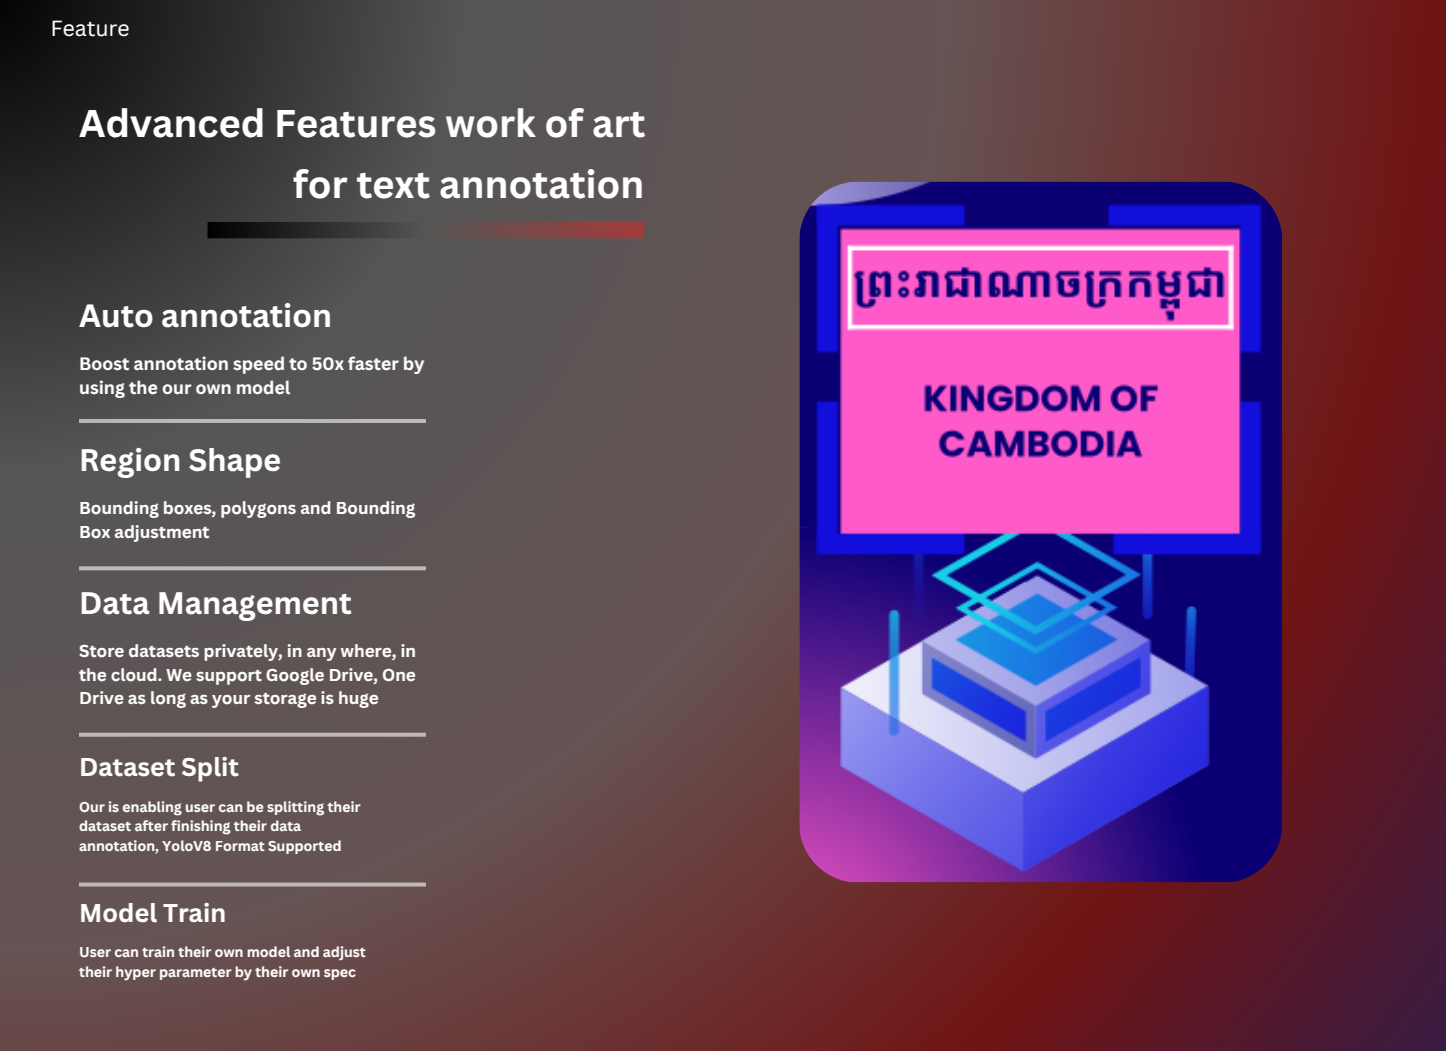 Feature
Advanced Features work of art
for text annotation
Auto annotation
Boost annotation speed to 50x faster by
using the our own model
Region Shape
Bounding boxes, polygons and Bounding
Box adjustment
Data Management
Store datasets privately, in any where, in
the cloud. We support Google Drive, One
Drive as long as your storage is huge
Dataset Split
Our is enabling user can be splitting their
dataset after finishing their data
annotation, YoloV8 Format Supported
Model Train
User can train their own model and adjust
their hyper parameter by their own spec
ព្រះរាជាណាចក្រកកម្ពុជា
KINGDOM OF
CAMBODIA